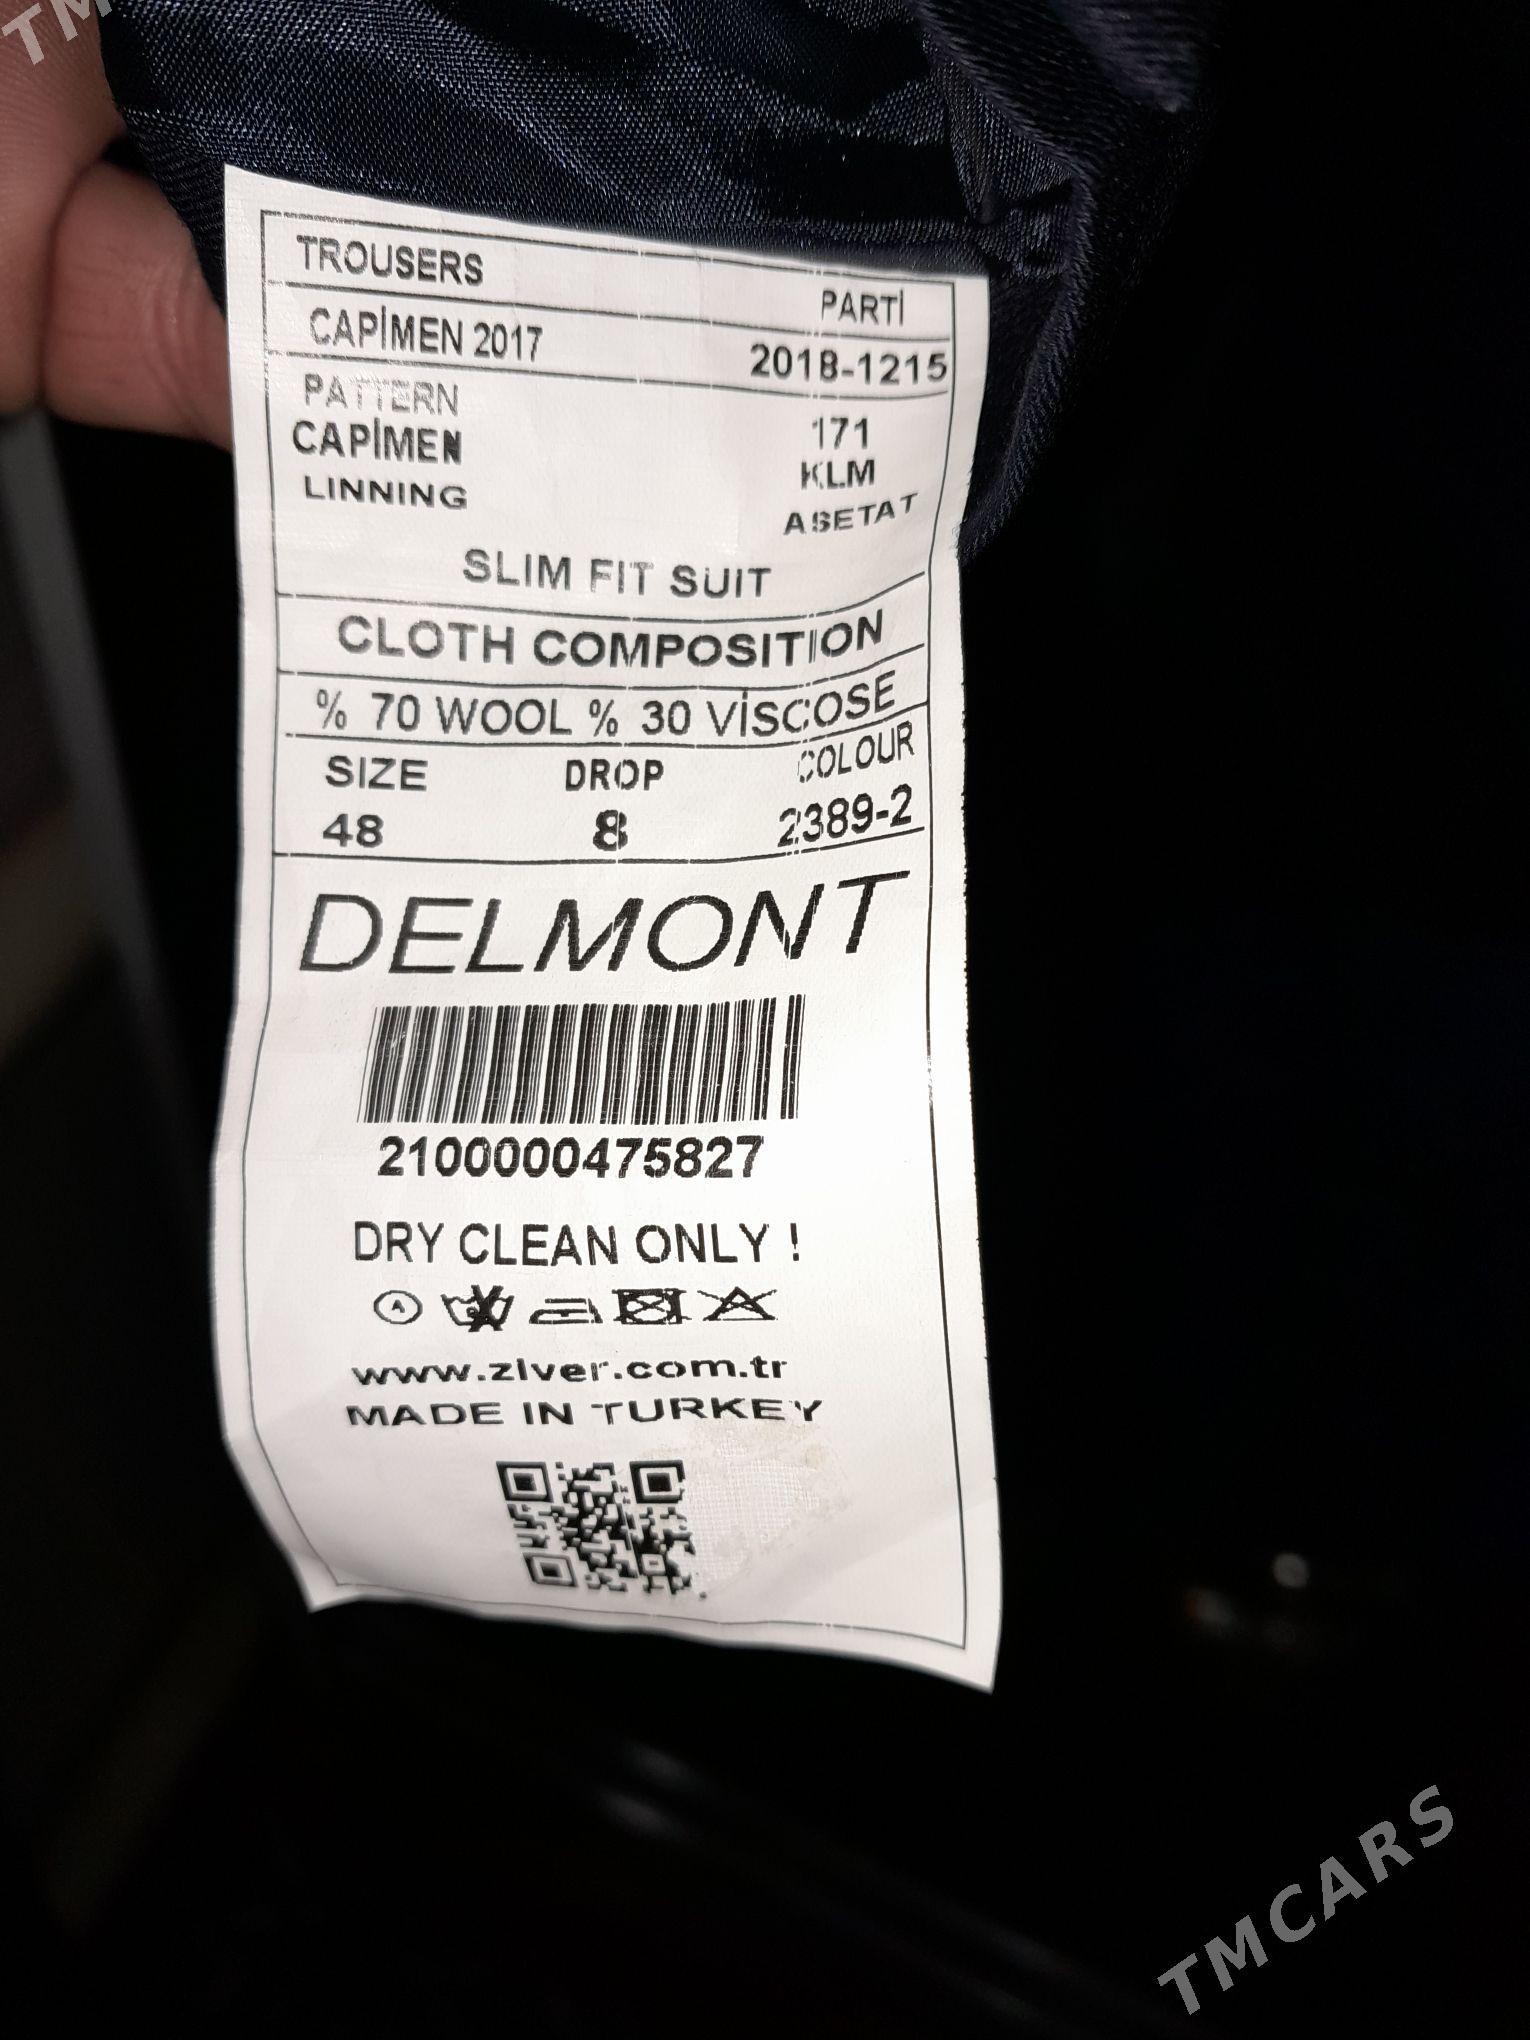 TM
TROUSERS PARTİ
CAPİMEN 2017 2018-1215
PATTERN 171
CAPİMEN KLM
LINNING ASETAT
SLIM FIT SUIT
CLOTH COMPOSITION
% 70 WOOL % 30 VİSCOSE
SIZE DROP COLOUR
48 8 2389-2
DELMONT
2100000475827
DRY CLEAN ONLY !
www.ziver.com.tr
MADE IN TURKEY
TMCARS